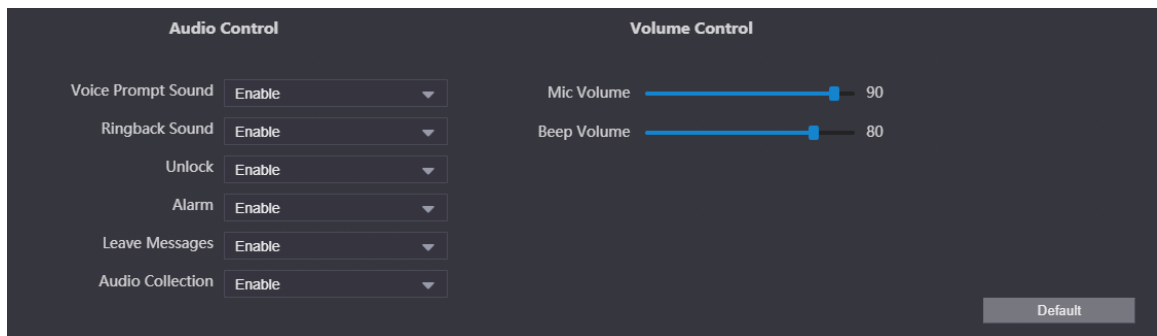 Audio Control
Volume Control
Voice Prompt Sound Enable
Mic Volume 90
Ringback Sound Enable
Beep Volume 80
Unlock Enable
Alarm Enable
Leave Messages Enable
Audio Collection Enable
Default